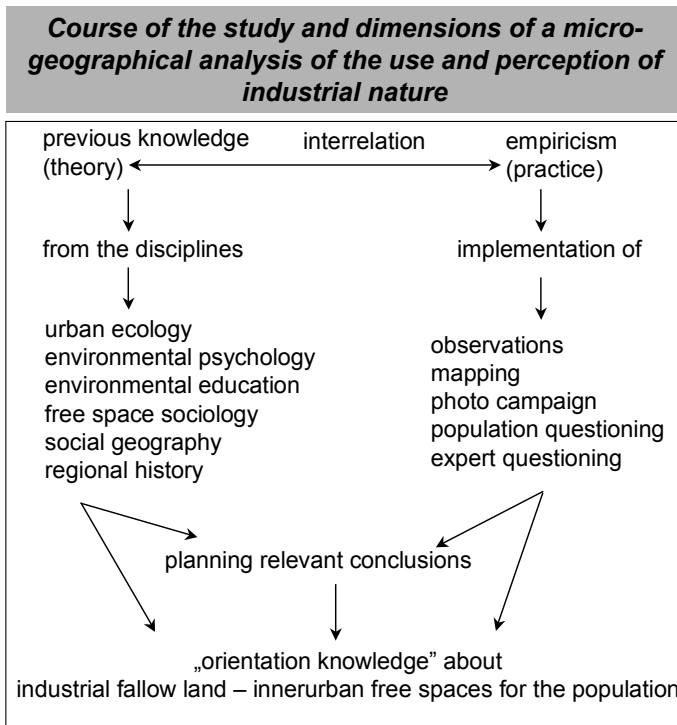 Course of the study and dimensions of a micro-
geographical analysis of the use and perception of
industrial nature
previous knowledge
(theory)
interrelation
empiricism
(practice)
from the disciplines
implementation of
urban ecology
environmental psychology
environmental education
free space sociology
social geography
regional history
observations
mapping
photo campaign
population questioning
expert questioning
planning relevant conclusions
„orientation knowledge” about
industrial fallow land – innerurban free spaces for the population